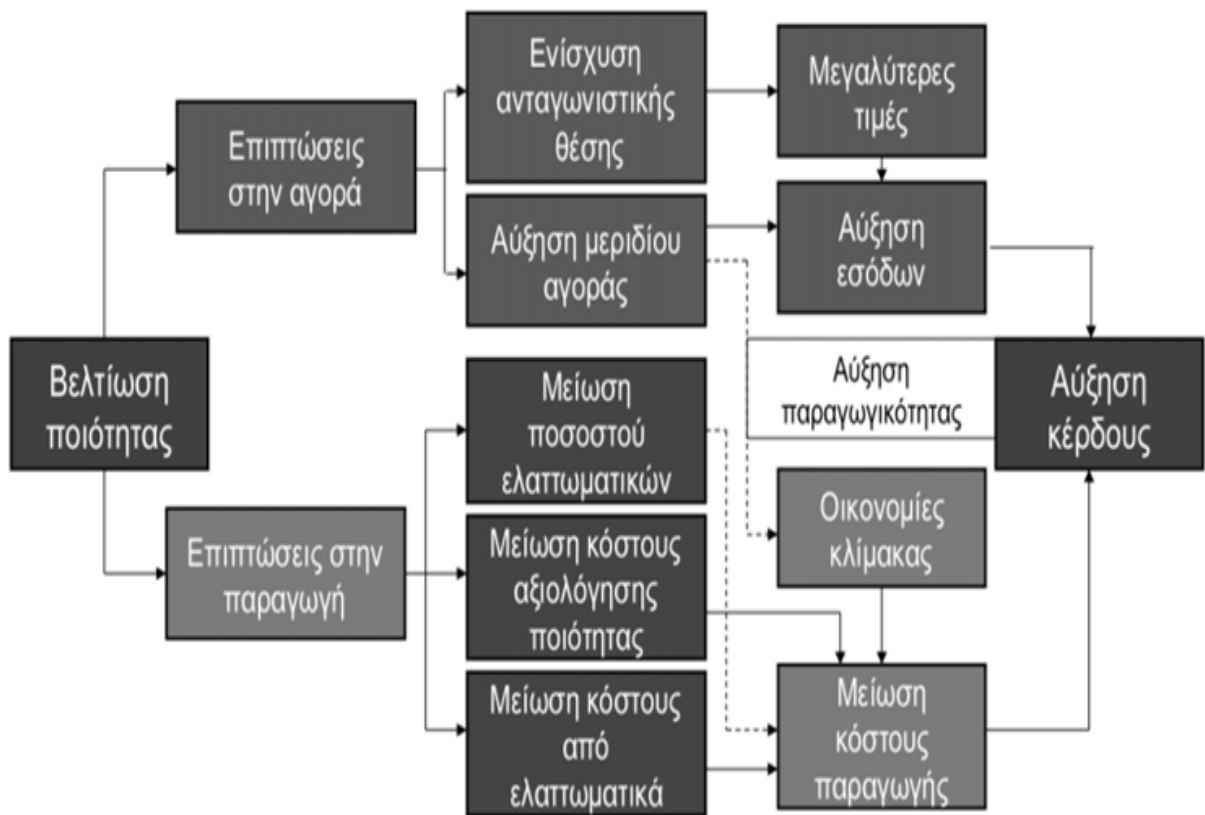 Βελτίωση
ποιότητας
Επιπτώσεις
στην αγορά
Επιπτώσεις στην
παραγωγή
Ενίσχυση
ανταγωνιστικής
θέσης
Αύξηση μεριδίου
αγοράς
Μείωση
ποσοστού
ελαττωματικών
Μείωση κόστους
αξιολόγησης
ποιότητας
Μείωση κόστους
από
ελαττωματικά
Μεγαλύτερες
τιμές
Αύξηση
εσόδων
Αύξηση
παραγωγικότητας
Οικονομίες
κλίμακας
Μείωση
κόστους
παραγωγής
Αύξηση
κέρδους